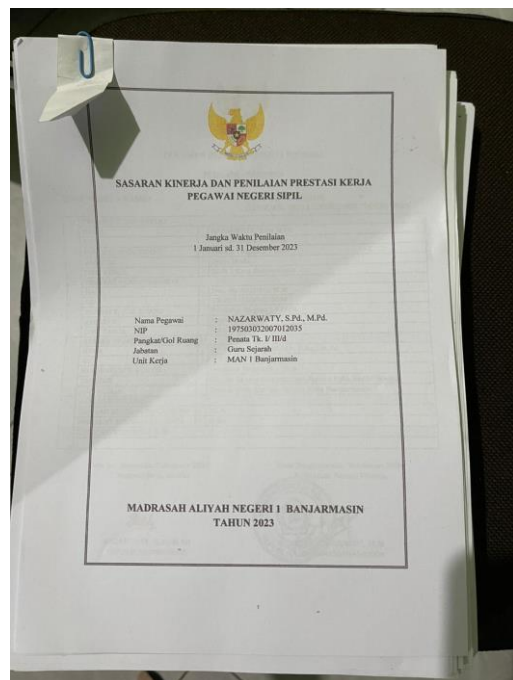 SASARAN KINERJA DAN PENILAIAN PRESTASI KERJA
PEGAWAI NEGERI SIPIL
Jangka Waktu Penilaian
1 Januari sd. 31 Desember 2023
Nama Pegawai : NAZARWATY, S.Pd., M.Pd.
NIP : 197503032007012035
Pangkat/Gol Ruang : Penata Tk. I/ III/d
Jabatan : Guru Sejarah
Unit Kerja : MAN 1 Banjarmasin
MADRASAH ALIYAH NEGERI 1 BANJARMASIN
TAHUN 2023